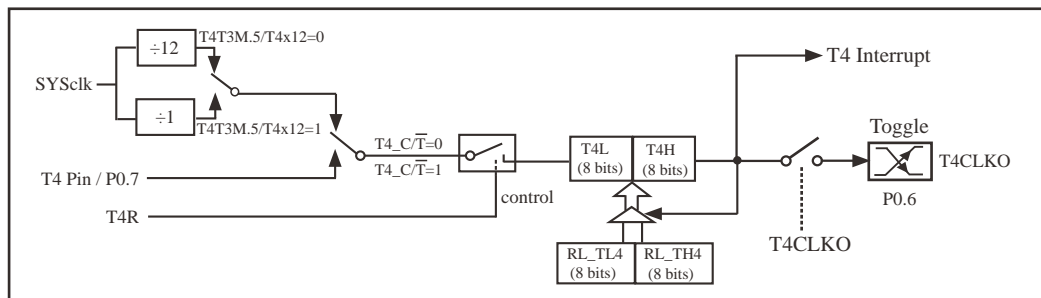 ÷12
T4T3M.5/T4x12=0
SYSclk
÷1
T4T3M.5/T4x12=1
T4 Pin / P0.7
T4_C/T̅=0
T4_C/T̅=1
T4R
control
T4L
(8 bits)
T4H
(8 bits)
RL_TL4
(8 bits)
RL_TH4
(8 bits)
T4 Interrupt
Toggle
T4CLKO
P0.6
T4CLKO